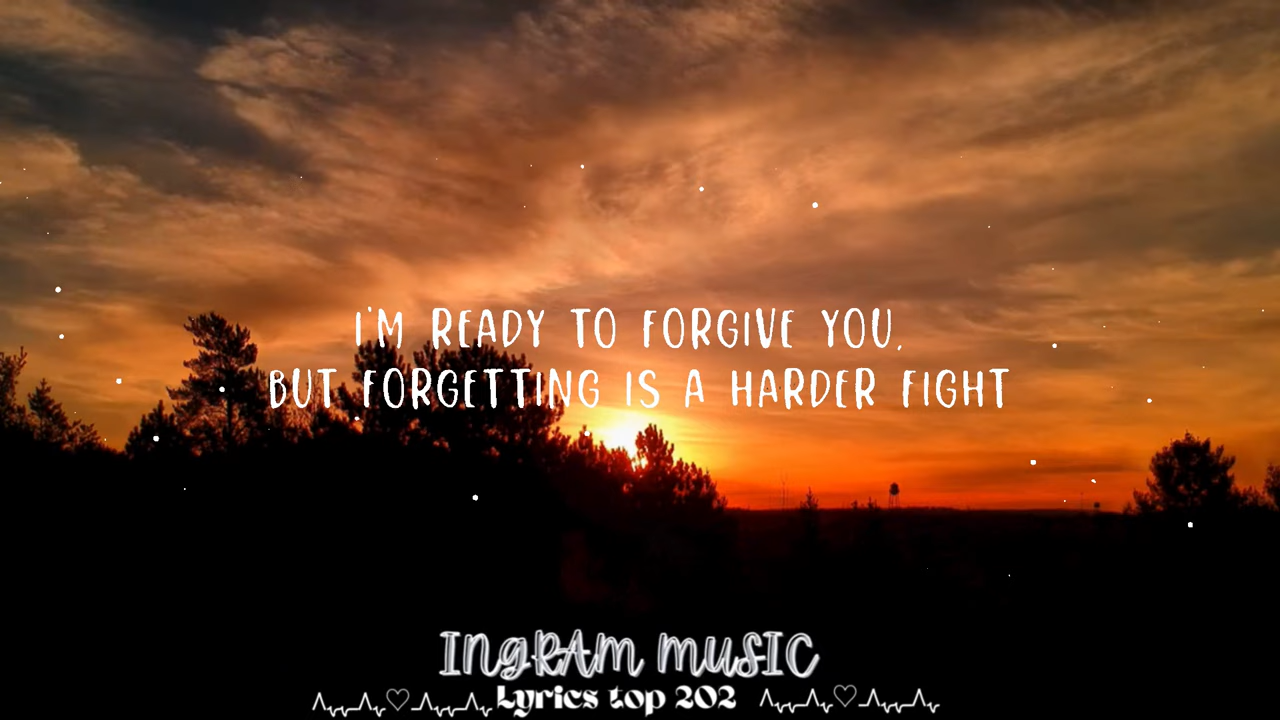 I'M READY TO FORGIVE YOU,
BUT FORGETTING IS A HARDER FIGHT
INGRAM MUSIC
Lyrics top 202